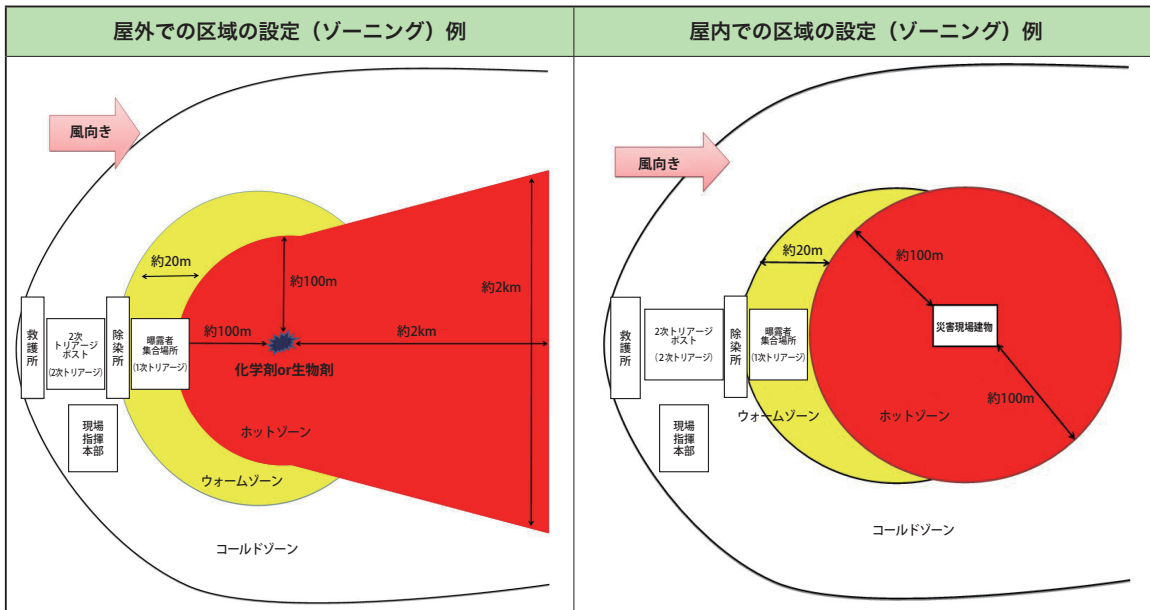 屋外での区域の設定（ゾーニング）例
風向き
約20m
約100m
約2km
約100m
約2km
救護所
2次
トリアージ
ポスト
(2次トリアージ)
除染所
曝露者
集合場所
(1次トリアージ)
化学剤or生物剤
現場
指揮
本部
ホットゾーン
ウォームゾーン
コールドゾーン
屋内での区域の設定（ゾーニング）例
風向き
約20m
約100m
救護所
2次トリアージ
ポスト
(2次トリアージ)
除染所
曝露者
集合場所
(1次トリアージ)
災害現場建物
約100m
現場
指揮
本部
ウォームゾーン
ホットゾーン
コールドゾーン